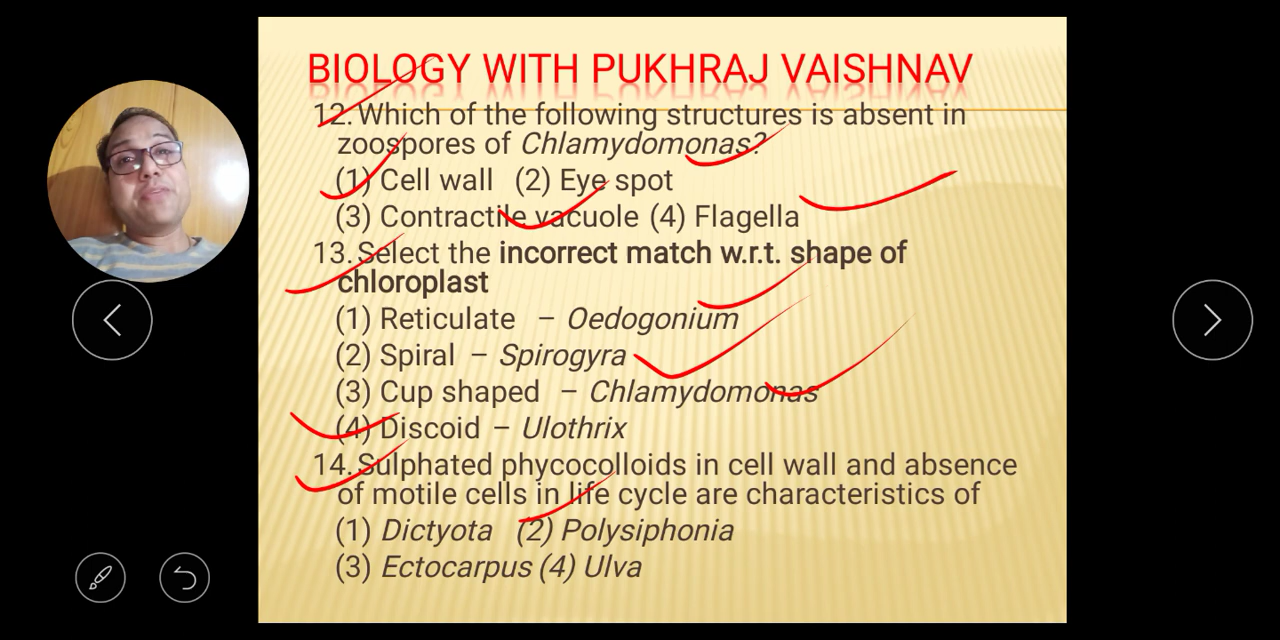 BIOLOGY WITH PUKHRAJ VAISHNAV
12. Which of the following structures is absent in
zoospores of Chlamydomonas?
(1) Cell wall (2) Eye spot
(3) Contractile vacuole (4) Flagella
13. Select the incorrect match w.r.t. shape of
chloroplast
(1) Reticulate – Oedogonium
(2) Spiral – Spirogyra
(3) Cup shaped – Chlamydomonas
(4) Discoid – Ulothrix
14. Sulphated phycocolloids in cell wall and absence
of motile cells in life cycle are characteristics of
(1) Dictyota (2) Polysiphonia
(3) Ectocarpus (4) Ulva